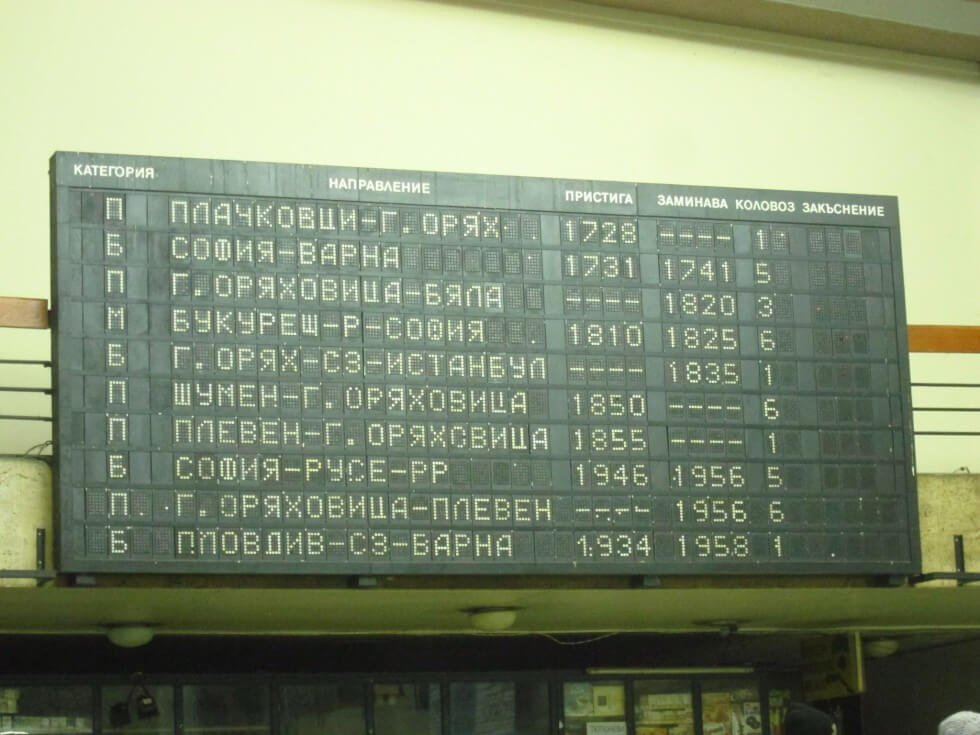 КАТЕГОРИЯ НАПРАВЛЕНИЕ ПРИСТИГА ЗАМИНАВА КОЛОВОЗ ЗАКЪСНЕНИЕ
П ПЛАЧКОВЦИ-Г.ОРЯХ. 1728 ---- 1
Б СОФИЯ-ВАРНА 1731 1741 5
П Г.ОРЯХОВИЦА-БЯЛА ---- 1820 3
М БУКУРЕЩ-Р-СОФИЯ 1810 1825 6
Б Г.ОРЯХ-СЗ-ИСТАНБУЛ ---- 1835 1
П ШУМЕН-Г.ОРЯХОВИЦА 1850 ---- 6
П ПЛЕВЕН-Г.ОРЯХОВИЦА 1855 ---- 1
Б СОФИЯ-РУСЕ-РР 1946 1956 5
П Г.ОРЯХОВИЦА-ПЛЕВЕН ---- 1956 6
Б ПЛОВДИВ-СЗ-ВАРНА 1934 1958 1